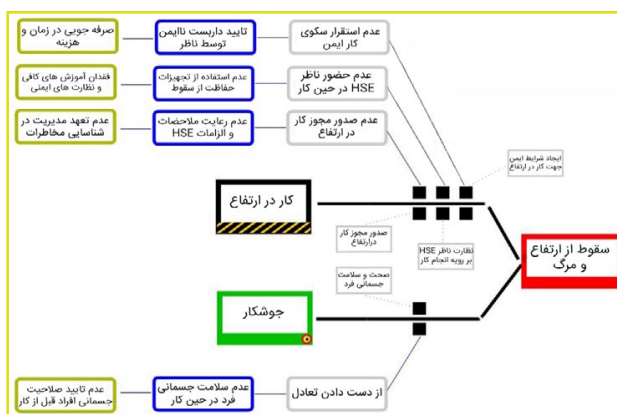 عدم استقرار سکوی
کار ایمن
تایید داربست ناایمن
توسط ناظر
صرفه جویی در زمان و
هزینه
عدم حضور ناظر
HSE در حین کار
عدم استفاده از تجهیزات
حفاظت از سقوط
فقدان آموزش های کافی
و نظارت های ایمنی
عدم صدور مجوز کار
در ارتفاع
عدم رعایت ملاحضات
و الزامات HSE
عدم تعهد مدیریت در
شناسایی مخاطرات
ایجاد شرایط ایمن
جهت کار در ارتفاع
کار در ارتفاع
صدور مجوز کار
درارتفاع
نظارت ناظر HSE
بر رویه انجام کار
سقوط از ارتفاع
و مرگ
صحت و سلامت
جسمانی فرد
جوشکار
از دست دادن تعادل
عدم سلامت جسمانی
فرد در حین کار
عدم تایید صلاحیت
جسمانی افراد قبل از کار